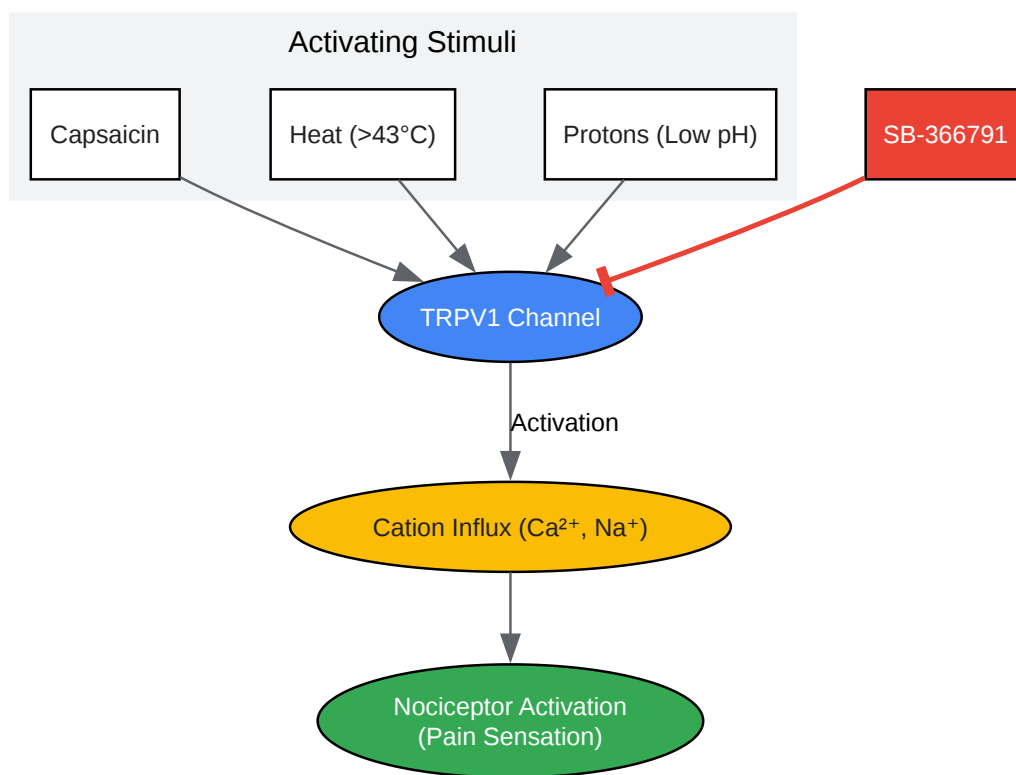 Activating Stimuli
Capsaicin
Heat (>43°C)
Protons (Low pH)
SB-366791
TRPV1 Channel
Activation
Cation Influx (Ca²⁺, Na⁺)
Nociceptor Activation
(Pain Sensation)